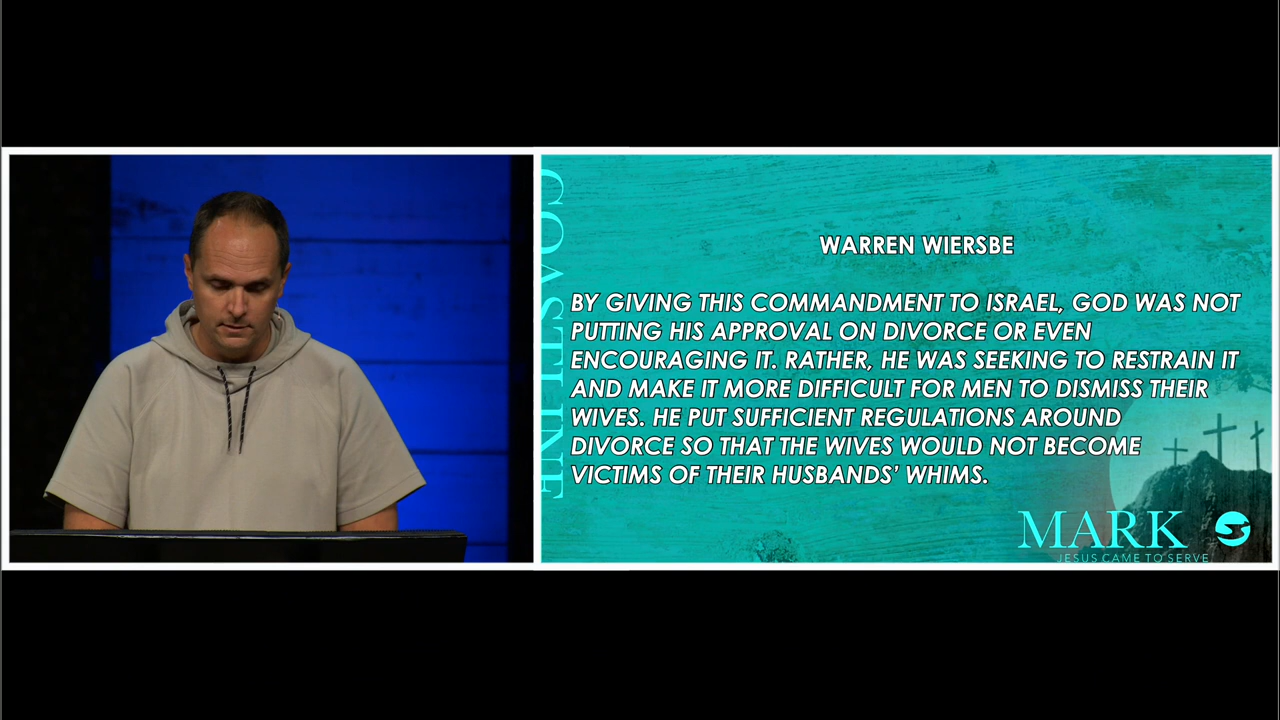 COASTLINE
WARREN WIERSBE
BY GIVING THIS COMMANDMENT TO ISRAEL, GOD WAS NOT
PUTTING HIS APPROVAL ON DIVORCE OR EVEN
ENCOURAGING IT. RATHER, HE WAS SEEKING TO RESTRAIN IT
AND MAKE IT MORE DIFFICULT FOR MEN TO DISMISS THEIR
WIVES. HE PUT SUFFICIENT REGULATIONS AROUND
DIVORCE SO THAT THE WIVES WOULD NOT BECOME
VICTIMS OF THEIR HUSBANDS' WHIMS.
MARK
JESUS CAME TO SERVE